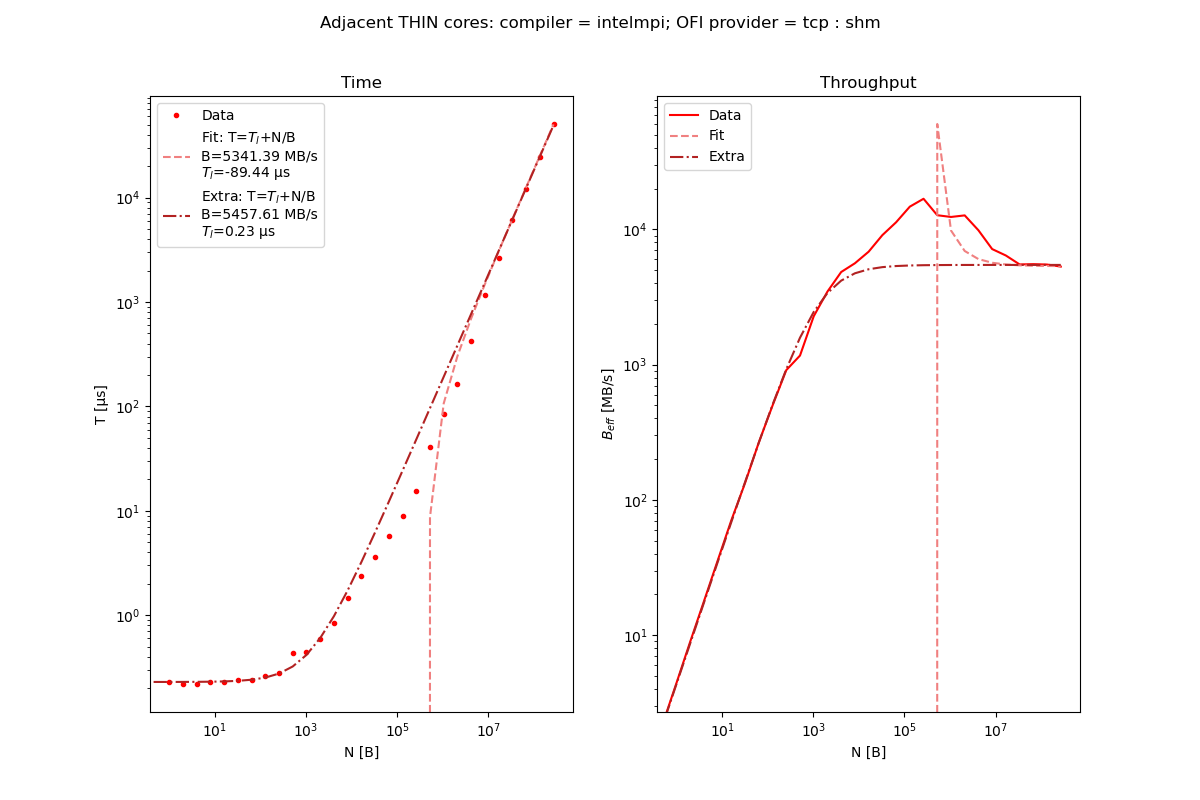 Adjacent THIN cores: compiler = intelmpi; OFI provider = tcp : shm
Time
Data
Fit: T=T_l+N/B
B=5341.39 MB/s
T_l=-89.44 µs
Extra: T=T_l+N/B
B=5457.61 MB/s
T_l=0.23 µs
T [µs]
10^4
10^3
10^2
10^1
10^0
10^1 10^3 10^5 10^7
N [B]
Throughput
Data
Fit
Extra
B_eff [MB/s]
10^4
10^3
10^2
10^1
10^1 10^3 10^5 10^7
N [B]